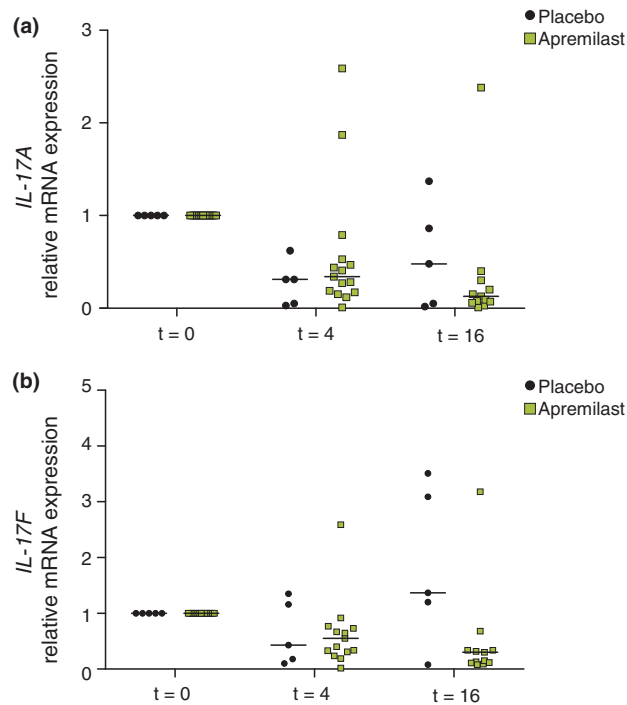 (a)
Placebo
Apremilast
IL-17A
relative mRNA expression
3
2
1
0
t = 0
t = 4
t = 16
(b)
Placebo
Apremilast
IL-17F
relative mRNA expression
5
4
3
2
1
0
t = 0
t = 4
t = 16